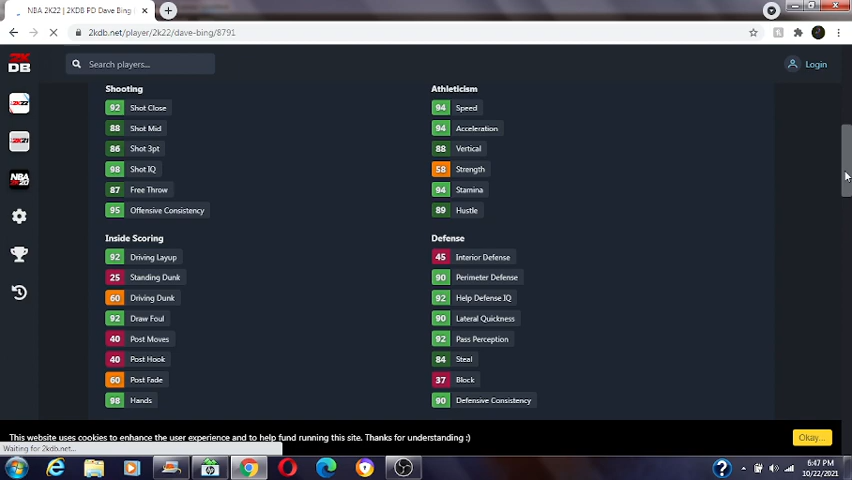 NBA 2K22 | 2KDB PD Dave Bing
2kdb.net/player/2k22/dave-bing/8791
2K DB
Search players...
Login
2K22
2K21
NBA 2K20
Shooting
92 Shot Close
88 Shot Mid
86 Shot 3pt
98 Shot IQ
87 Free Throw
95 Offensive Consistency
Athleticism
94 Speed
94 Acceleration
88 Vertical
58 Strength
94 Stamina
89 Hustle
Inside Scoring
92 Driving Layup
25 Standing Dunk
60 Driving Dunk
92 Draw Foul
40 Post Moves
40 Post Hook
60 Post Fade
98 Hands
Defense
45 Interior Defense
90 Perimeter Defense
92 Help Defense IQ
90 Lateral Quickness
92 Pass Perception
84 Steal
37 Block
90 Defensive Consistency
This website uses cookies to enhance the user experience and to help fund running this site. Thanks for understanding :)
Okay...
Waiting for 2kdb.net...
6:47 PM
10/22/2021